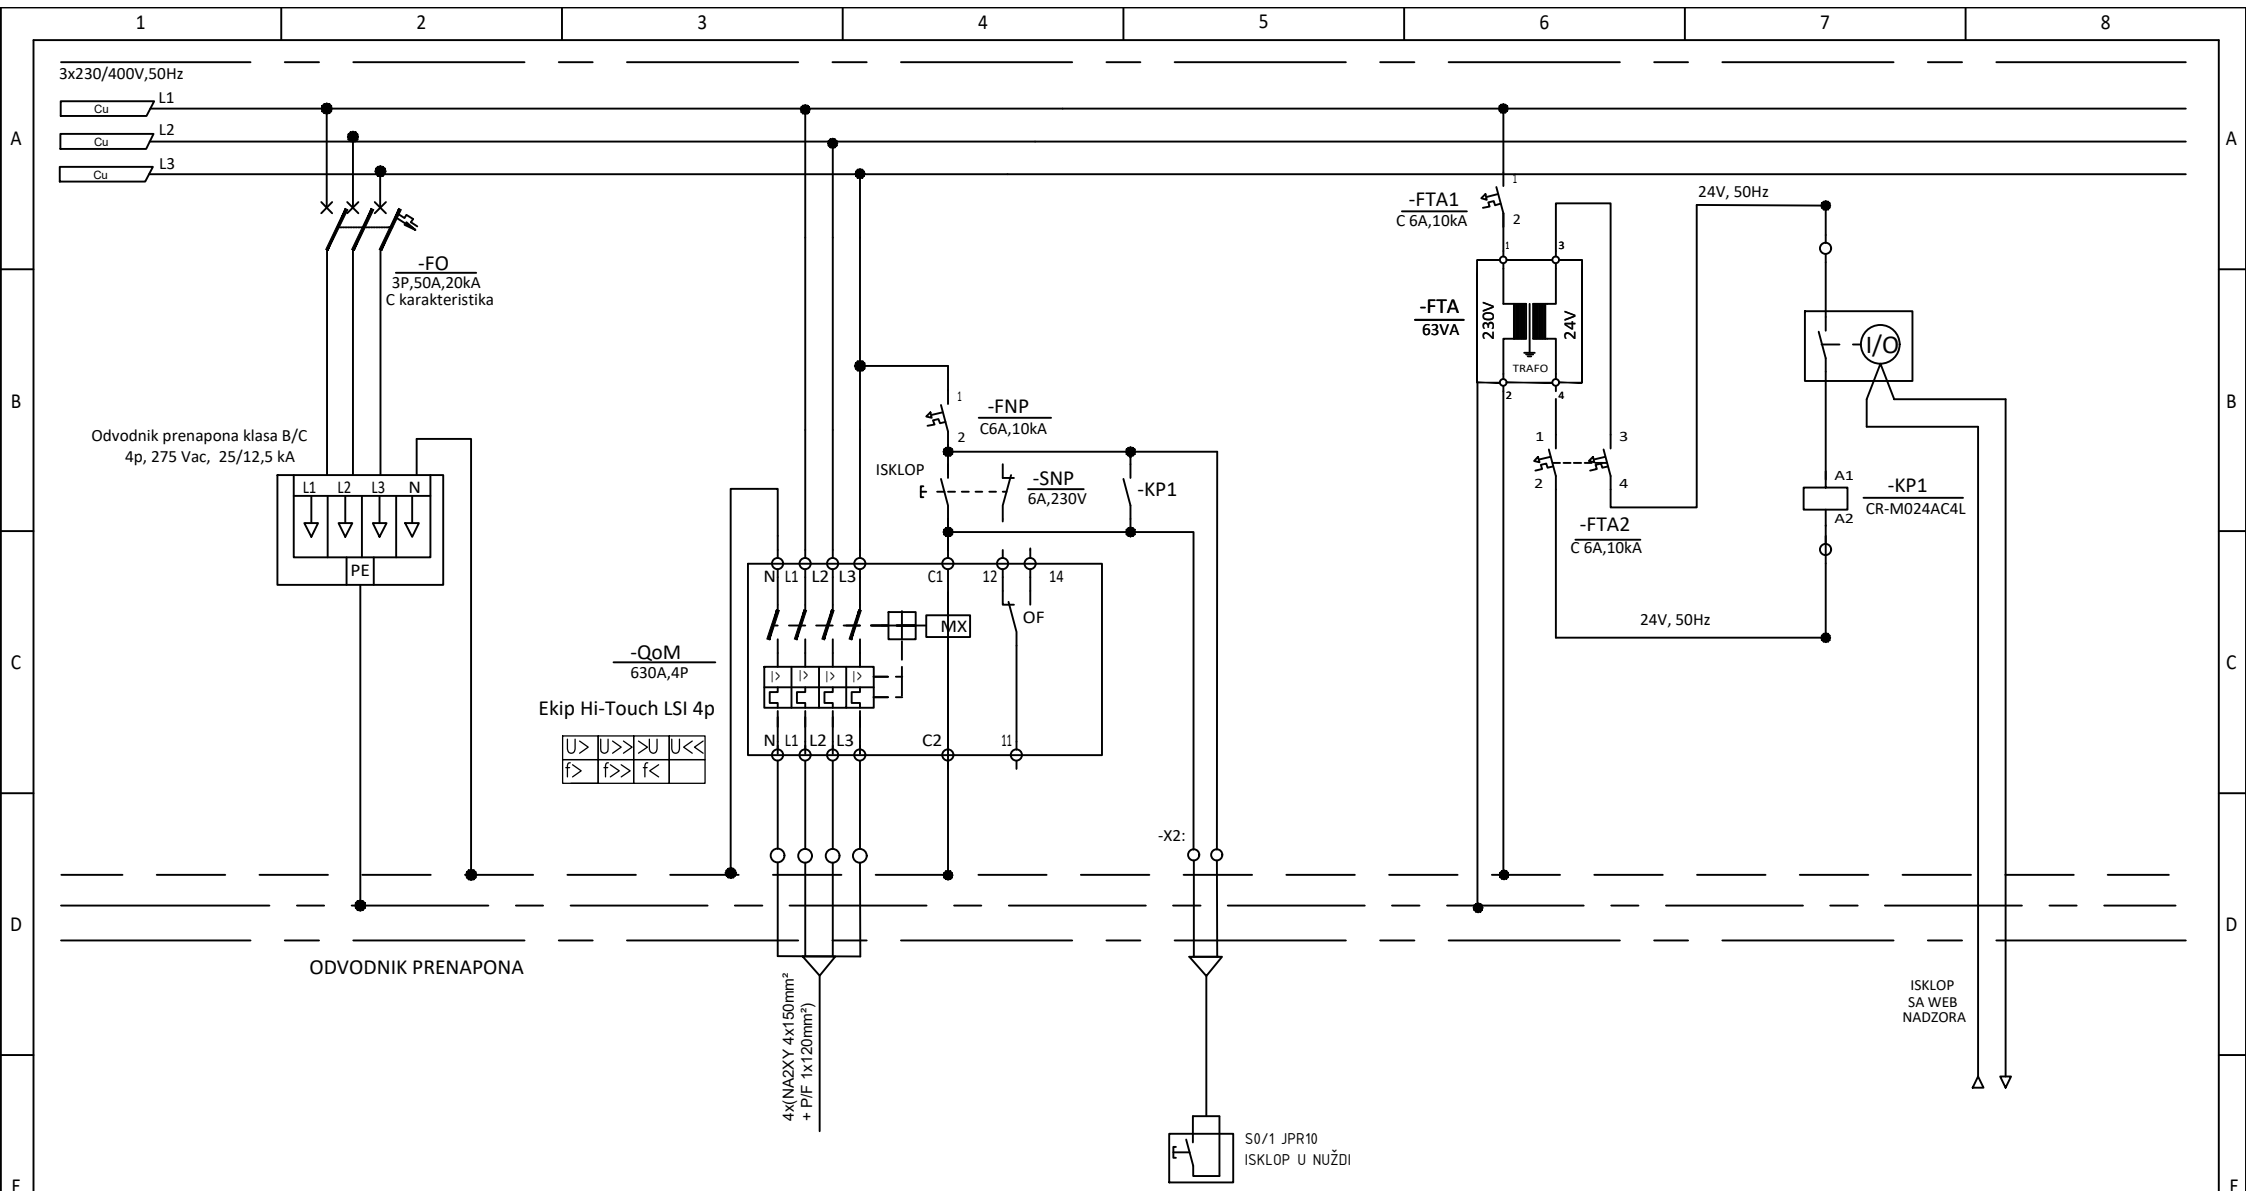 1 2 3 4 5 6 7 8
3x230/400V,50Hz
Cu L1
Cu L2
Cu L3
A A
-FO
3P,50A,20kA
C karakteristika
Odvodnik prenapona klasa B/C
4p, 275 Vac, 25/12,5 kA
L1 L2 L3 N
PE
B B
-FNP
C6A,10kA
1
2
ISKLOP
-SNP
6A,230V
-KP1
N L1 L2 L3 C1 12 14
MX
OF
-QoM
630A,4P
Ekip Hi-Touch LSI 4p
I> I> I> I>
U> U>> >U U<<
f> f>> f<
N L1 L2 L3 C2 11
C C
-FTA1
C 6A,10kA
1
2
1 3
-FTA
63VA
230V
24V
TRAFO
2 4
1 3
2 4
-FTA2
C 6A,10kA
24V, 50Hz
I/O
A1
A2
-KP1
CR-M024AC4L
24V, 50Hz
-X2:
D D
ODVODNIK PRENAPONA
4x(NA2XY 4x150mm²
+ P/F 1x120mm²)
ISKLOP
SA WEB
NADZORA
S0/1 JPR10
ISKLOP U NUŽDI